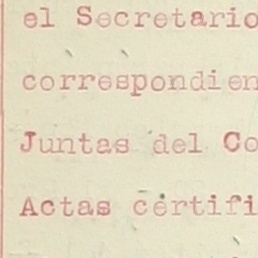 el Secretario
correspondien
Juntas del Co
Actas certifi